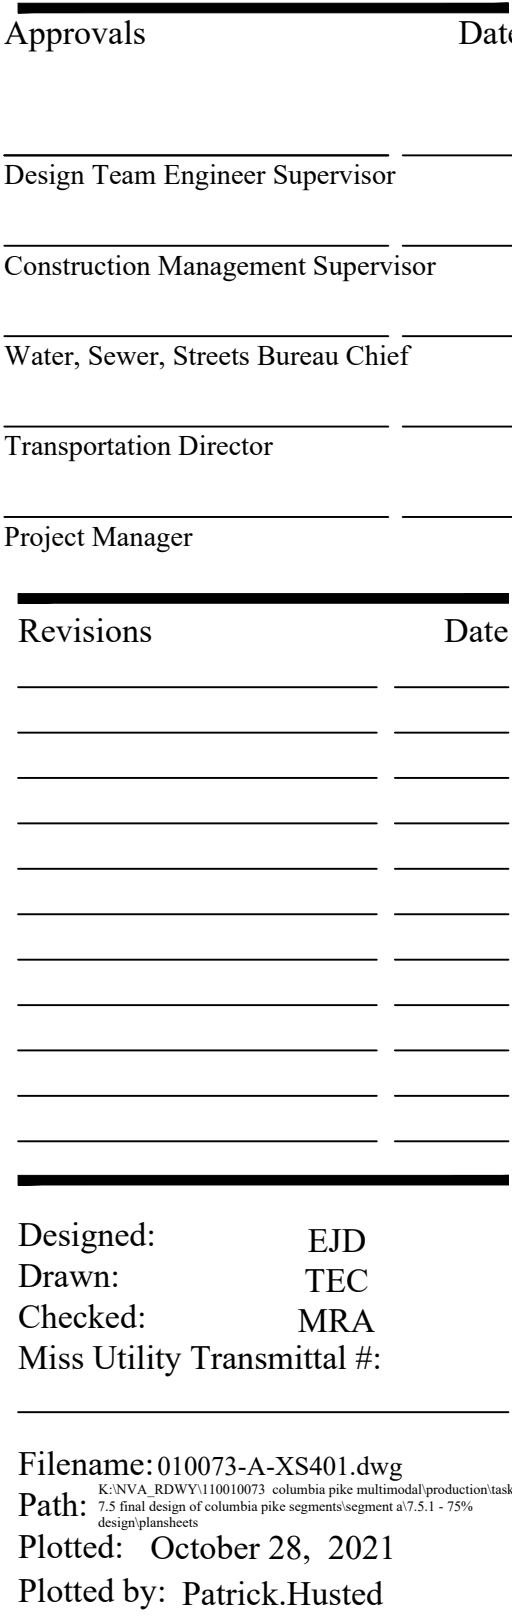 Approvals Date
Design Team Engineer Supervisor
Construction Management Supervisor
Water, Sewer, Streets Bureau Chief
Transportation Director
Project Manager
Revisions Date
Designed: EJD
Drawn: TEC
Checked: MRA
Miss Utility Transmittal #:
Filename: 010073-A-XS401.dwg
Path: K:\NVA_RDWY\110010073 columbia pike multimodal\production\task
7.5 final design of columbia pike segments\segment a\7.5.1 - 75%
design\plansheets
Plotted: October 28, 2021
Plotted by: Patrick.Husted